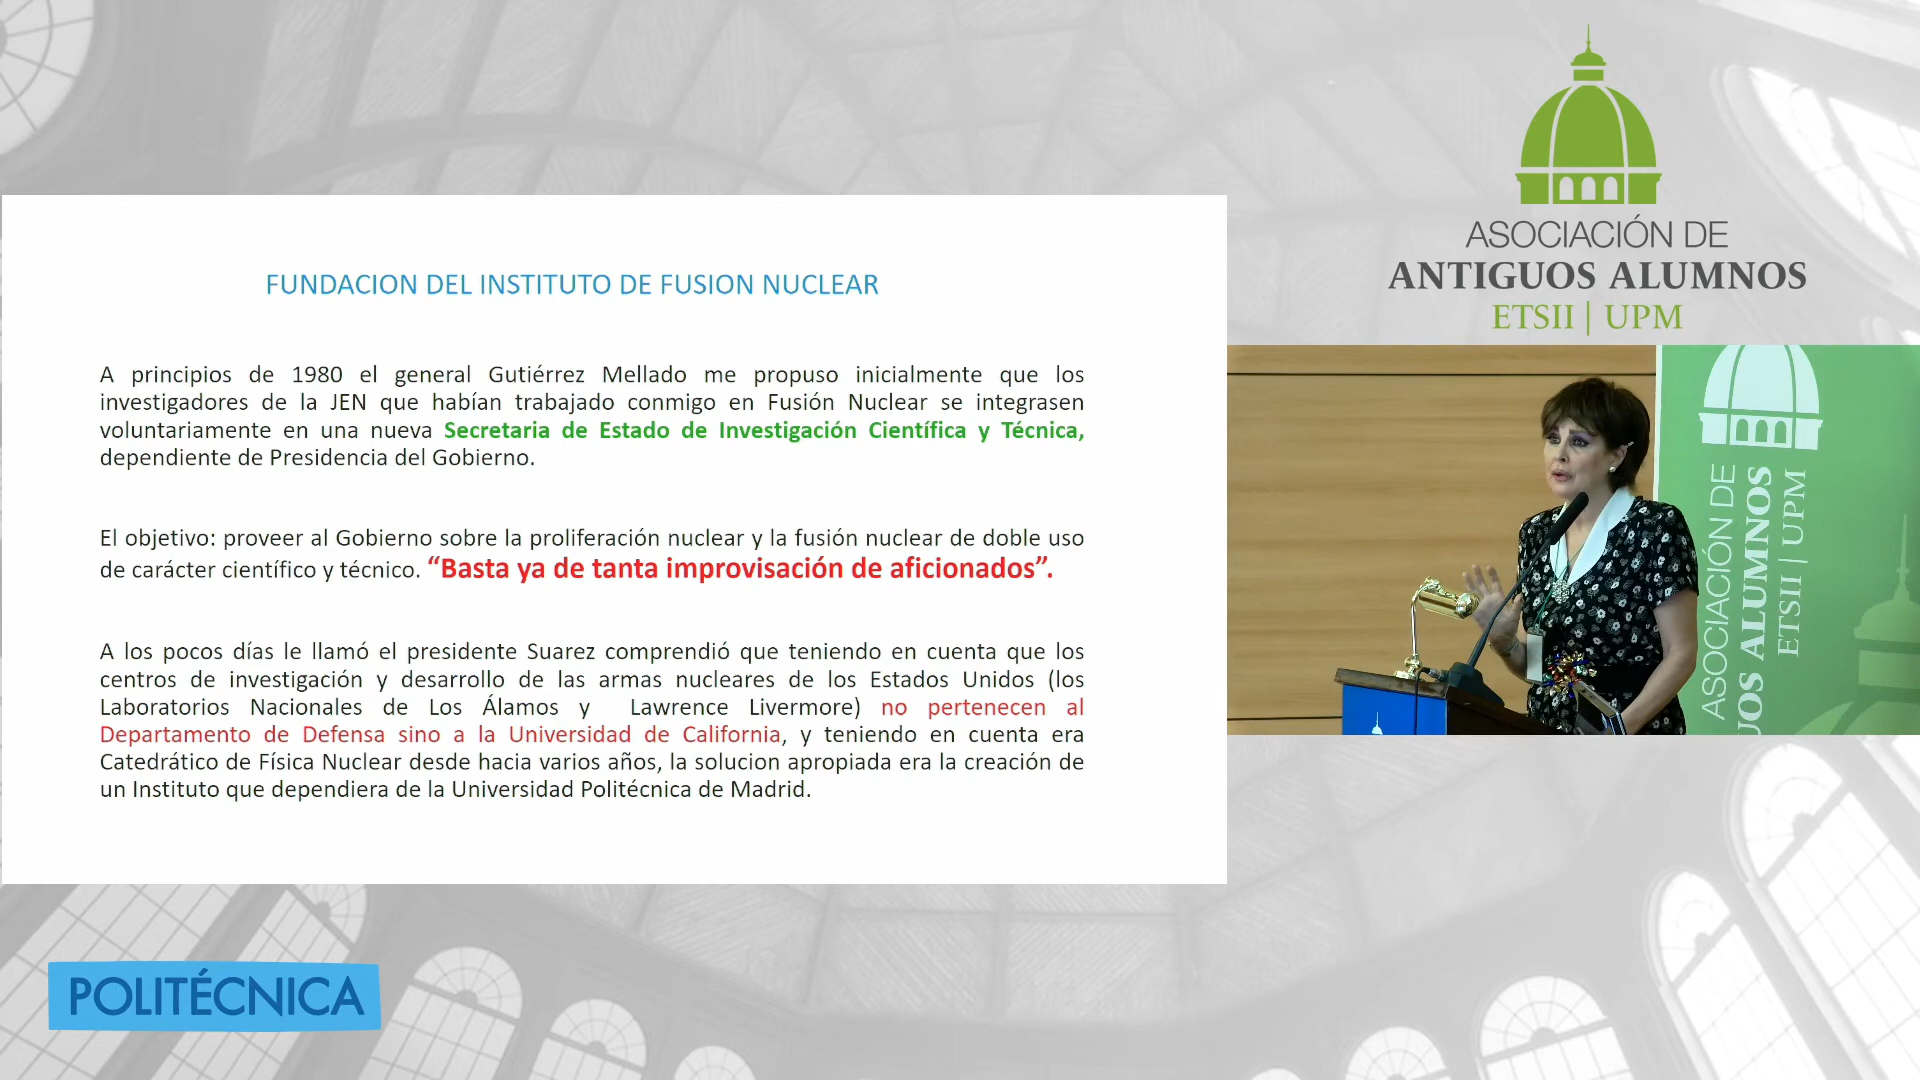 FUNDACION DEL INSTITUTO DE FUSION NUCLEAR
A principios de 1980 el general Gutiérrez Mellado me propuso inicialmente que los
investigadores de la JEN que habían trabajado conmigo en Fusión Nuclear se integrasen
voluntariamente en una nueva Secretaria de Estado de Investigación Científica y Técnica,
dependiente de Presidencia del Gobierno.
El objetivo: proveer al Gobierno sobre la proliferación nuclear y la fusión nuclear de doble uso
de carácter científico y técnico. “Basta ya de tanta improvisación de aficionados”.
A los pocos días le llamó el presidente Suarez comprendió que teniendo en cuenta que los
centros de investigación y desarrollo de las armas nucleares de los Estados Unidos (los
Laboratorios Nacionales de Los Álamos y Lawrence Livermore) no pertenecen al
Departamento de Defensa sino a la Universidad de California, y teniendo en cuenta era
Catedrático de Física Nuclear desde hacia varios años, la solucion apropiada era la creación de
un Instituto que dependiera de la Universidad Politécnica de Madrid.
ASOCIACIÓN DE
ANTIGUOS ALUMNOS
ETSII | UPM
ASOCIACIÓN DE
UOS ALUMNOS
ETSII | UPM
POLITÉCNICA